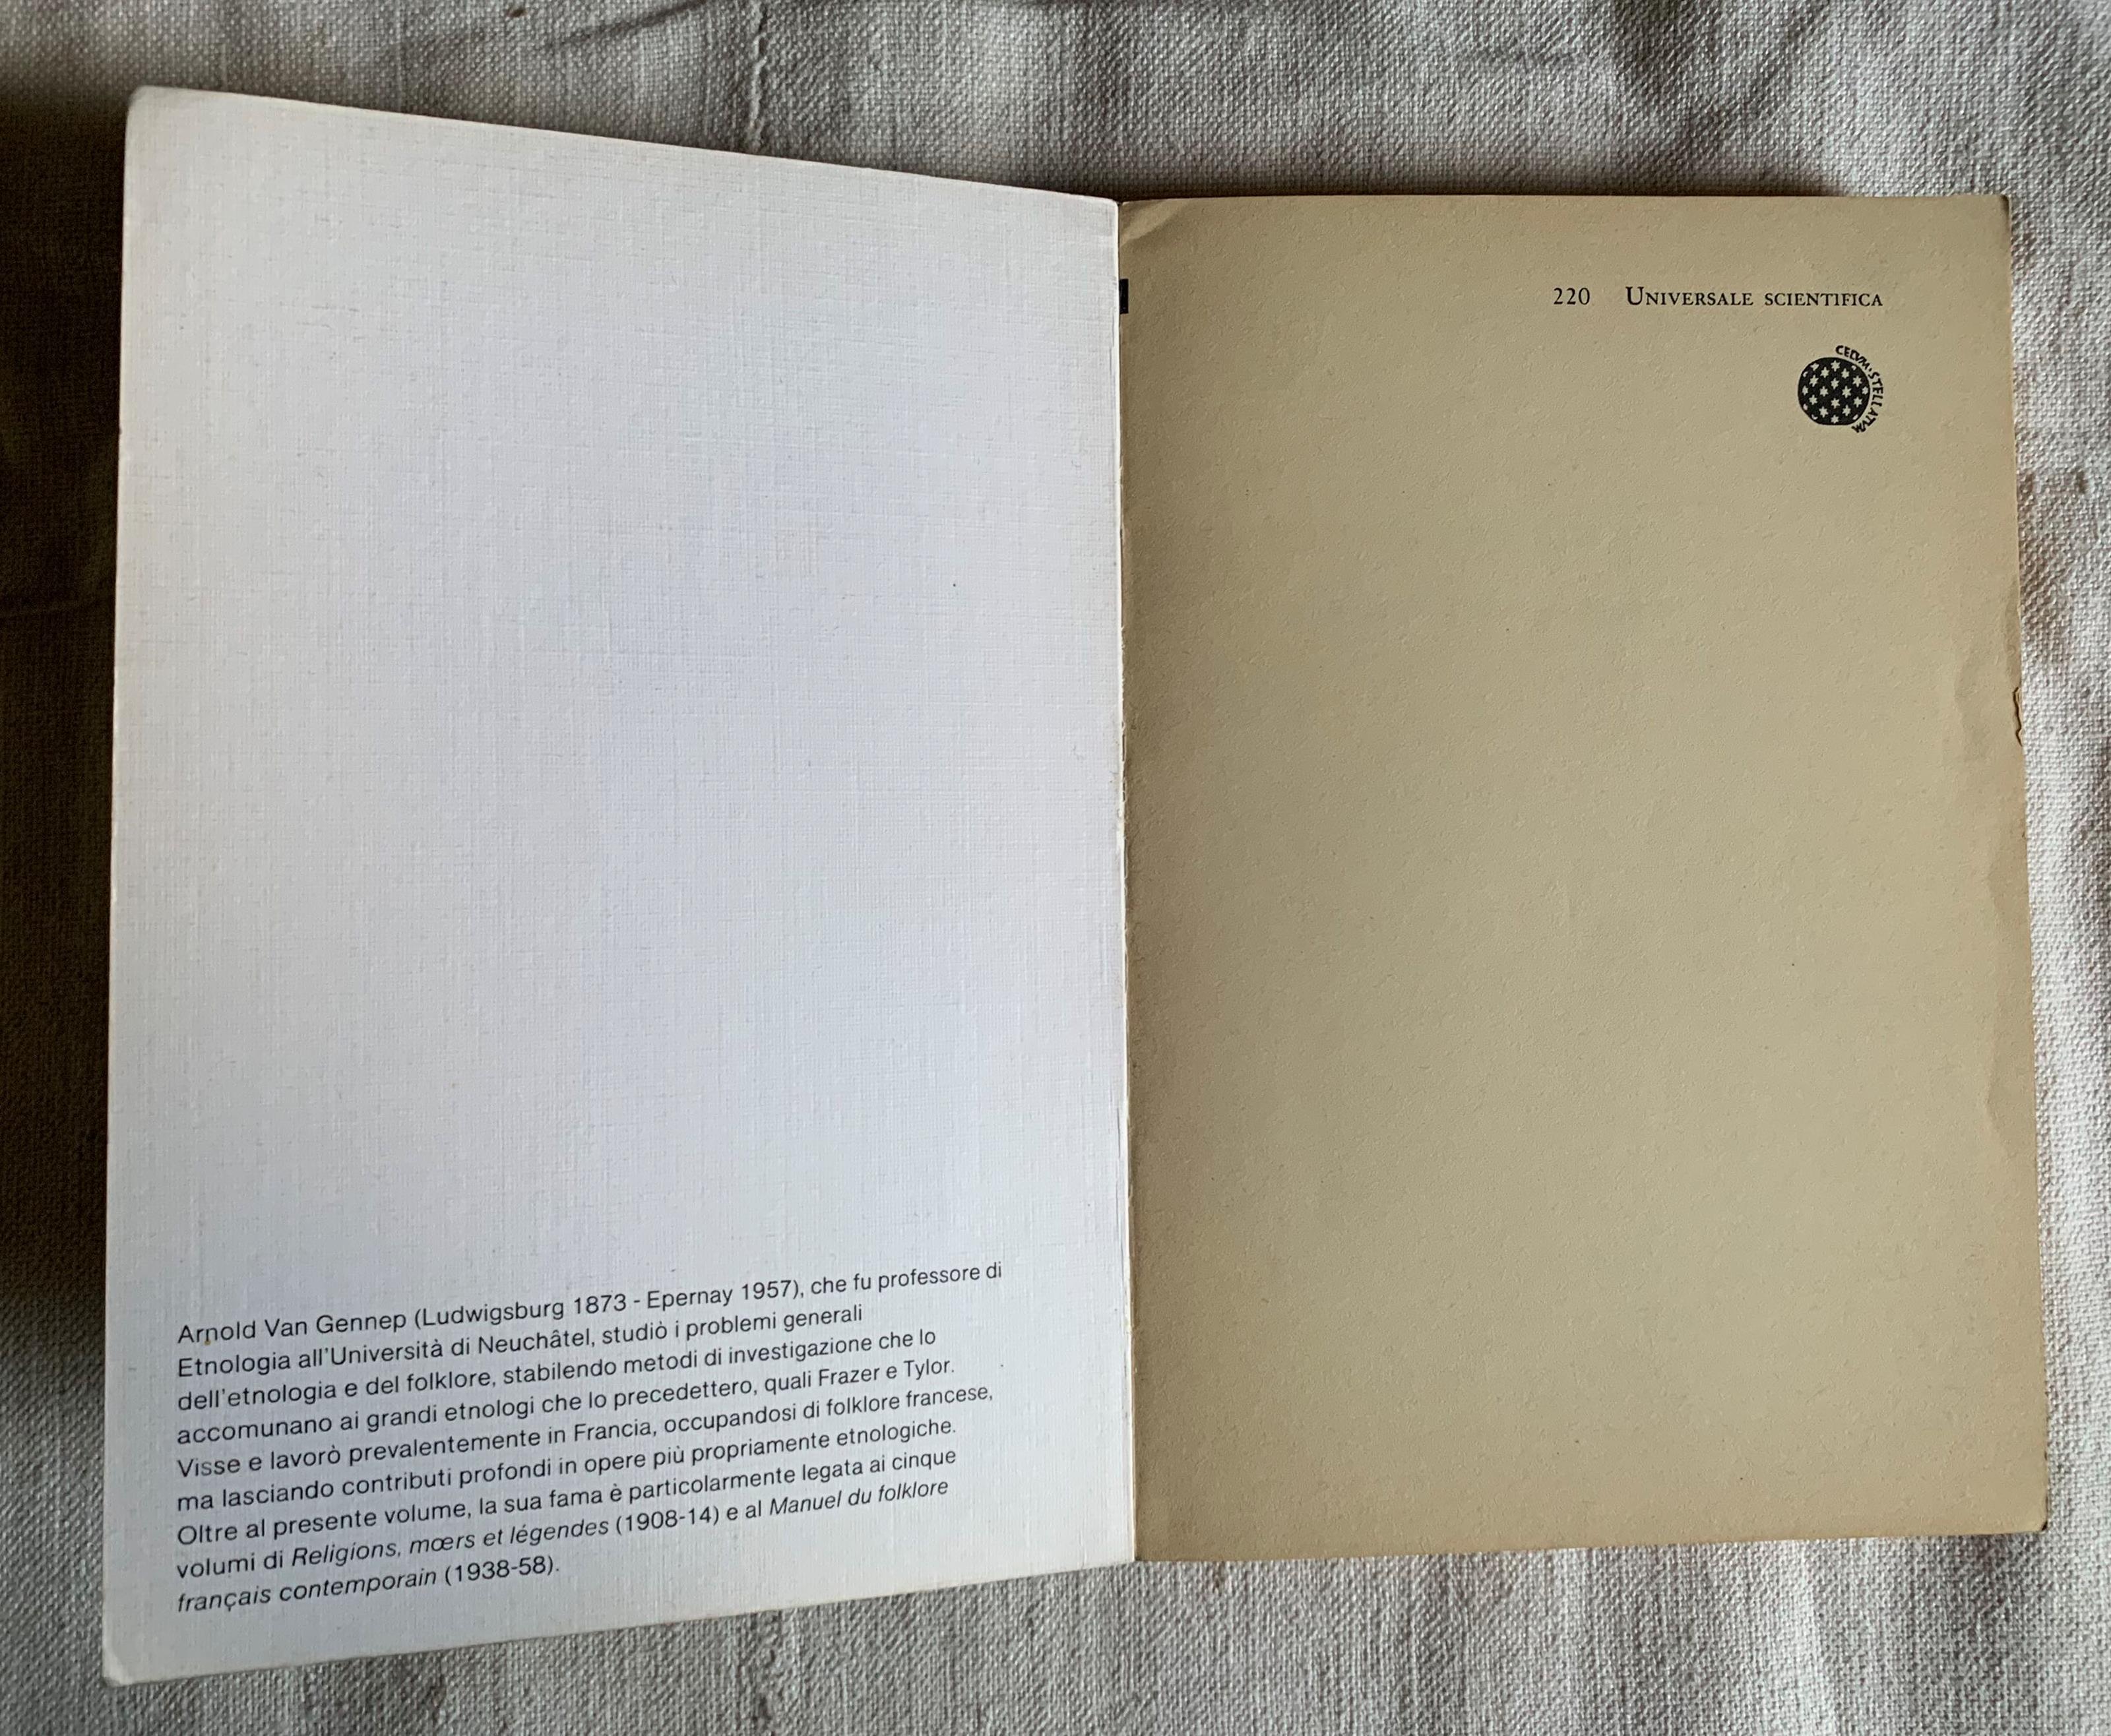 Arnold Van Gennep (Ludwigsburg 1873 - Epernay 1957), che fu professore di
Etnologia all'Università di Neuchâtel, studiò i problemi generali
dell'etnologia e del folklore, stabilendo metodi di investigazione che lo
accomunano ai grandi etnologi che lo precedettero, quali Frazer e Tylor.
Visse e lavorò prevalentemente in Francia, occupandosi di folklore francese,
ma lasciando contributi profondi in opere più propriamente etnologiche.
Oltre al presente volume, la sua fama è particolarmente legata ai cinque
volumi di Religions, mœrs et légendes (1908-14) e al Manuel du folklore
français contemporain (1938-58).
220 UNIVERSALE SCIENTIFICA
CELVM·STELLATVM